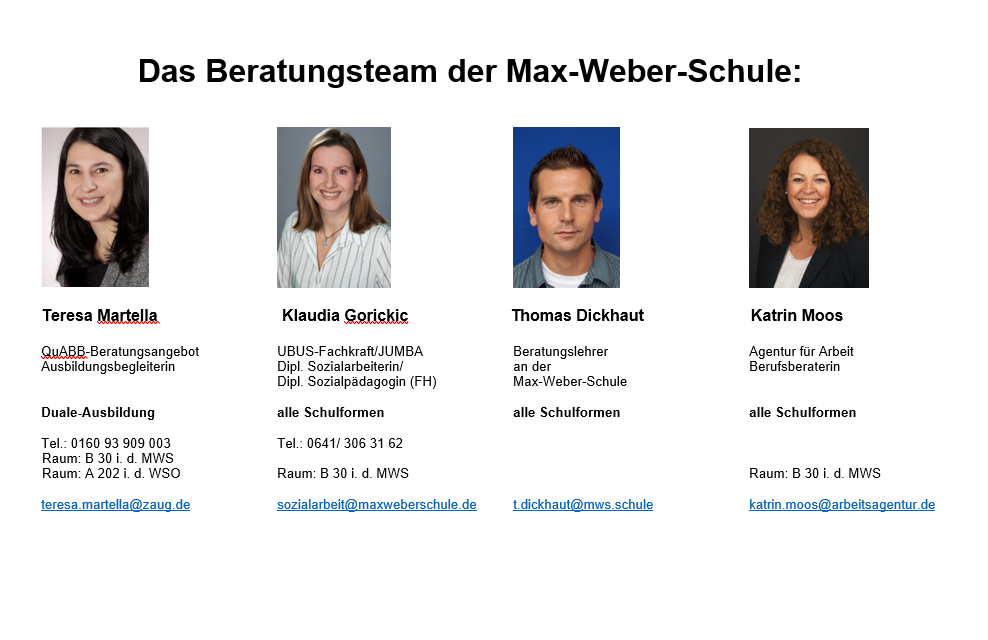 Das Beratungsteam der Max-Weber-Schule:
Teresa Martella
QuABB-Beratungsangebot
Ausbildungsbegleiterin
Duale-Ausbildung
Tel.: 0160 93 909 003
Raum: B 30 i. d. MWS
Raum: A 202 i. d. WSO
teresa.martella@zaug.de
Klaudia Gorickic
UBUS-Fachkraft/JUMBA
Dipl. Sozialarbeiterin/
Dipl. Sozialpädagogin (FH)
alle Schulformen
Tel.: 0641/ 306 31 62
Raum: B 30 i. d. MWS
sozialarbeit@maxweberschule.de
Thomas Dickhaut
Beratungslehrer
an der
Max-Weber-Schule
alle Schulformen
t.dickhaut@mws.schule
Katrin Moos
Agentur für Arbeit
Berufsberaterin
alle Schulformen
Raum: B 30 i. d. MWS
katrin.moos@arbeitsagentur.de